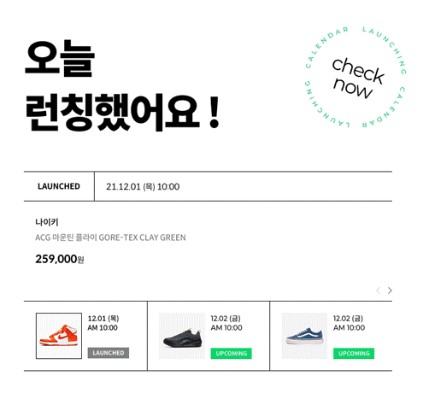 오늘
런칭했어요 !
LAUNCHING CALENDAR LAUNCHING CALENDAR
check
now
LAUNCHED
21.12.01 (목) 10:00
나이키
ACG 마운틴 플라이 GORE-TEX CLAY GREEN
259,000원
12.01 (목)
AM 10:00
LAUNCHED
12.02 (금)
AM 10:00
UPCOMING
12.02 (금)
AM 10:00
UPCOMING